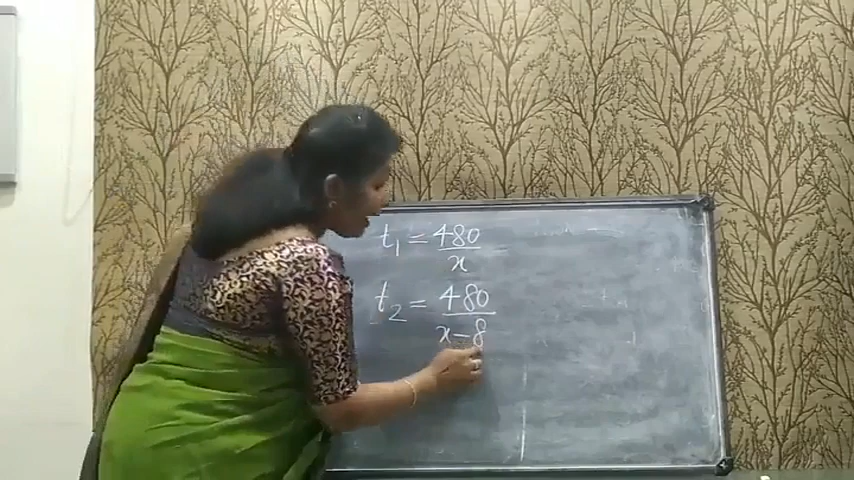 t₁ = 480/x
t₂ = 480/x-8